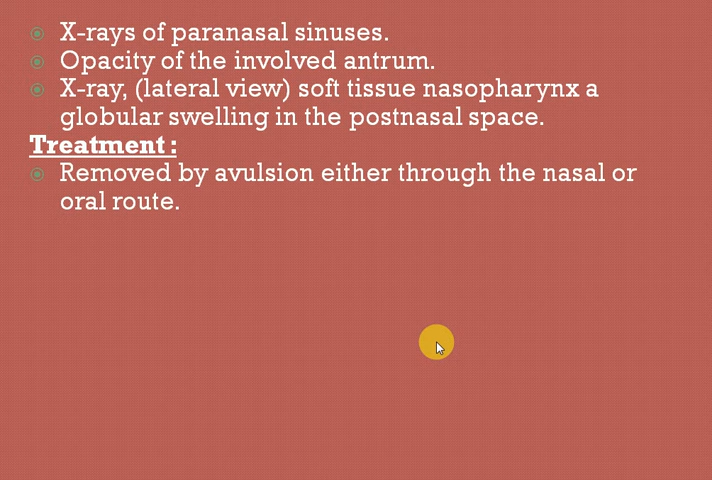 X-rays of paranasal sinuses.
Opacity of the involved antrum.
X-ray, (lateral view) soft tissue nasopharynx a
globular swelling in the postnasal space.
Treatment :
Removed by avulsion either through the nasal or
oral route.